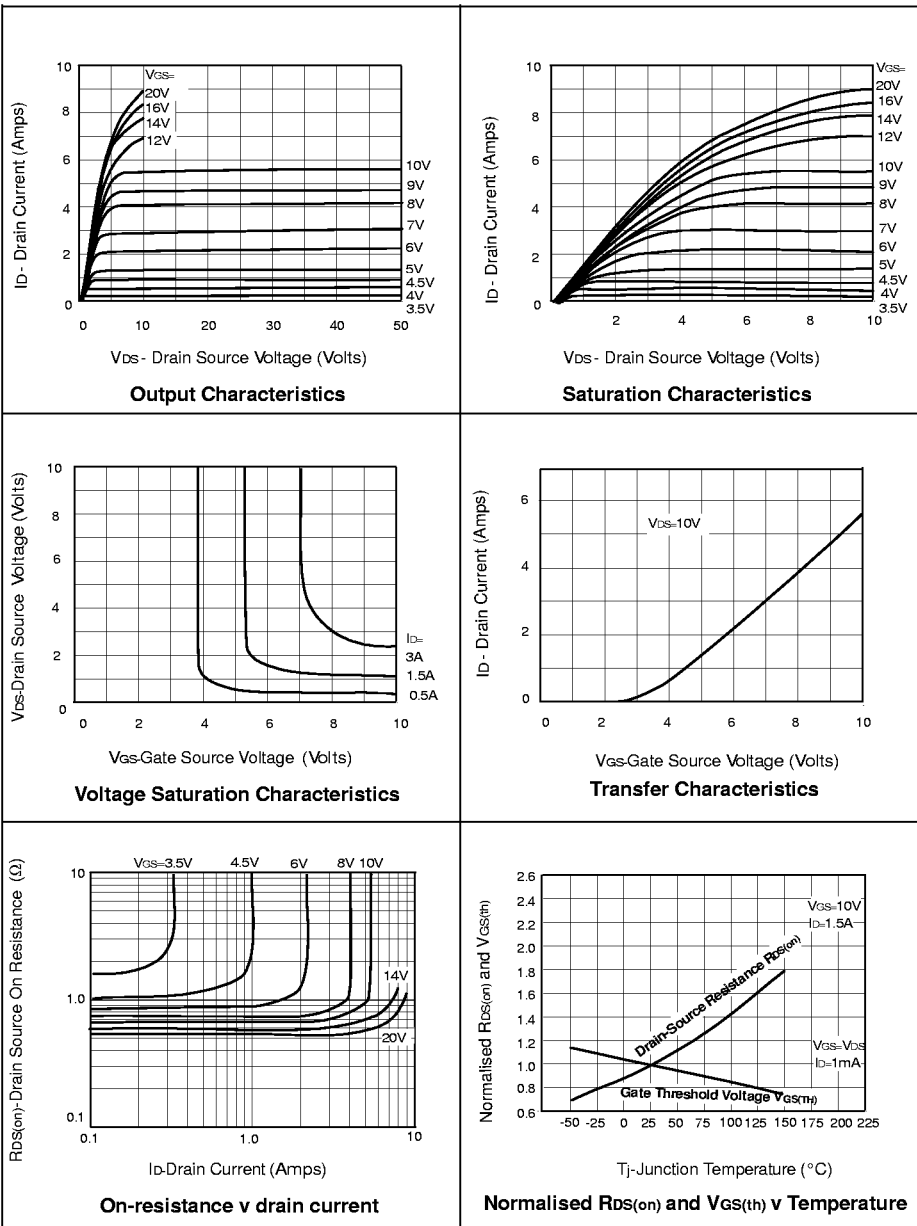 10
8
6
4
2
0
ID - Drain Current (Amps)
VGS=
20V
16V
14V
12V
10V
9V
8V
7V
6V
5V
4.5V
4V
3.5V
0 10 20 30 40 50
VDS - Drain Source Voltage (Volts)
Output Characteristics
10
8
6
4
2
0
ID - Drain Current (Amps)
VGS=
20V
16V
14V
12V
10V
9V
8V
7V
6V
5V
4.5V
4V
3.5V
2 4 6 8 10
VDS - Drain Source Voltage (Volts)
Saturation Characteristics
10
8
6
4
2
0
VDS-Drain Source Voltage (Volts)
ID=
3A
1.5A
0.5A
0 2 4 6 8 10
VGS-Gate Source Voltage (Volts)
Voltage Saturation Characteristics
6
4
2
0
ID - Drain Current (Amps)
VDS=10V
0 2 4 6 8 10
VGS-Gate Source Voltage (Volts)
Transfer Characteristics
RDS(on)-Drain Source On Resistance (Ω)
VGS=3.5V 4.5V 6V 8V 10V
10
1.0
0.1
14V
20V
0.1 1.0 10
ID-Drain Current (Amps)
On-resistance v drain current
Normalised RDS(on) and VGS(th)
2.6
2.4
2.2
2.0
1.8
1.6
1.4
1.2
1.0
0.8
0.6
VGS=10V
ID=1.5A
Drain-Source Resistance RDS(on)
VGS=VDS
ID=1mA
Gate Threshold Voltage VGS(TH)
-50 -25 0 25 50 75 100 125 150 175 200 225
Tj-Junction Temperature (°C)
Normalised RDS(on) and VGS(th) v Temperature